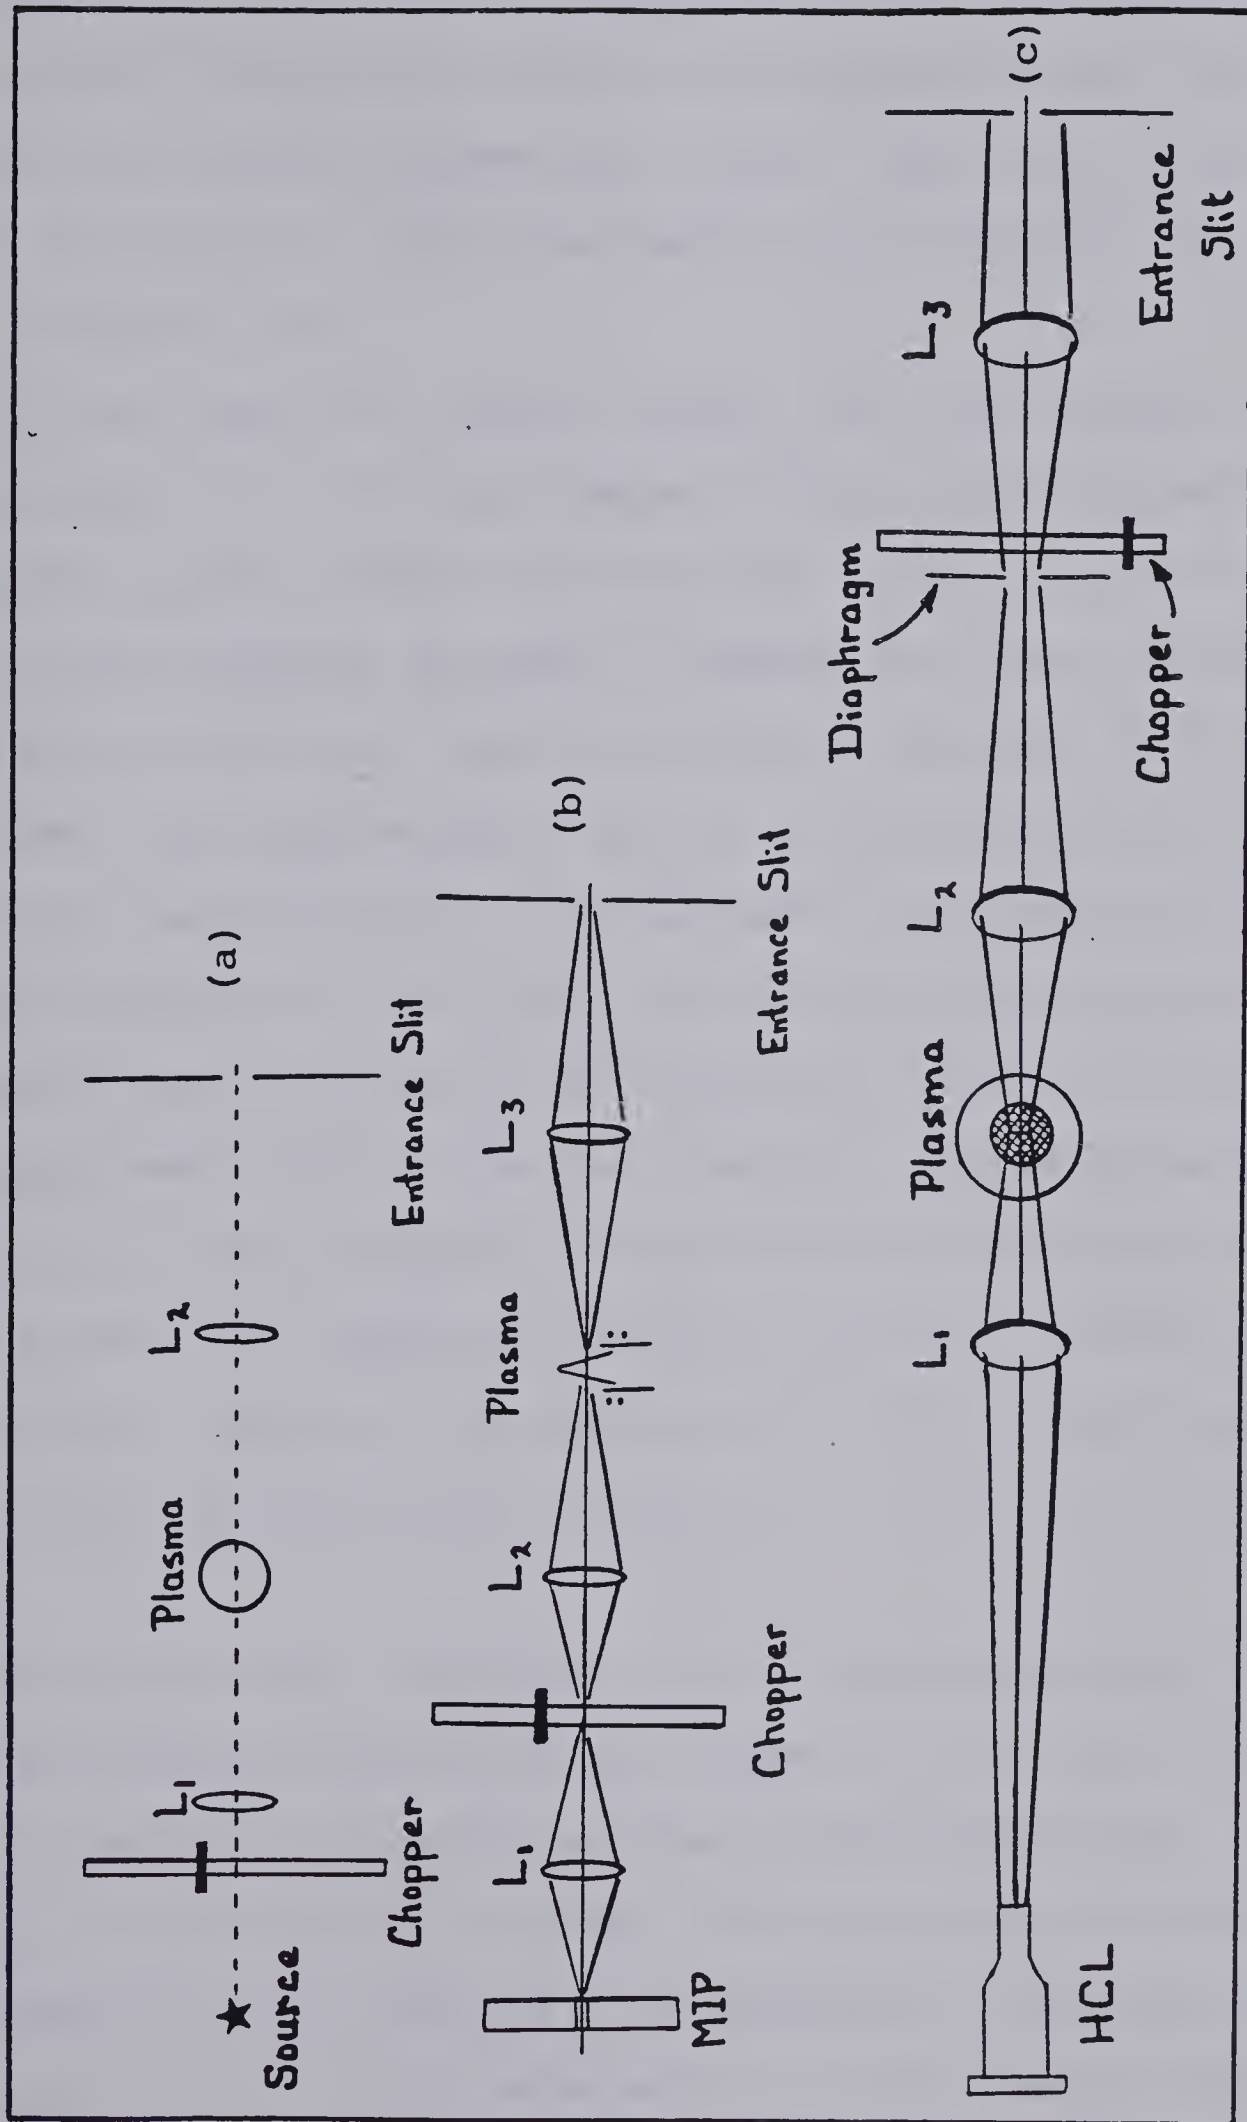 Source
Chopper
L1
Plasma
L2
Entrance Slit
(a)
MIP
L1
Chopper
L2
Plasma
L3
Entrance Slit
(b)
HCL
L1
Plasma
L2
Diaphragm
Chopper
L3
Entrance
Slit
(c)